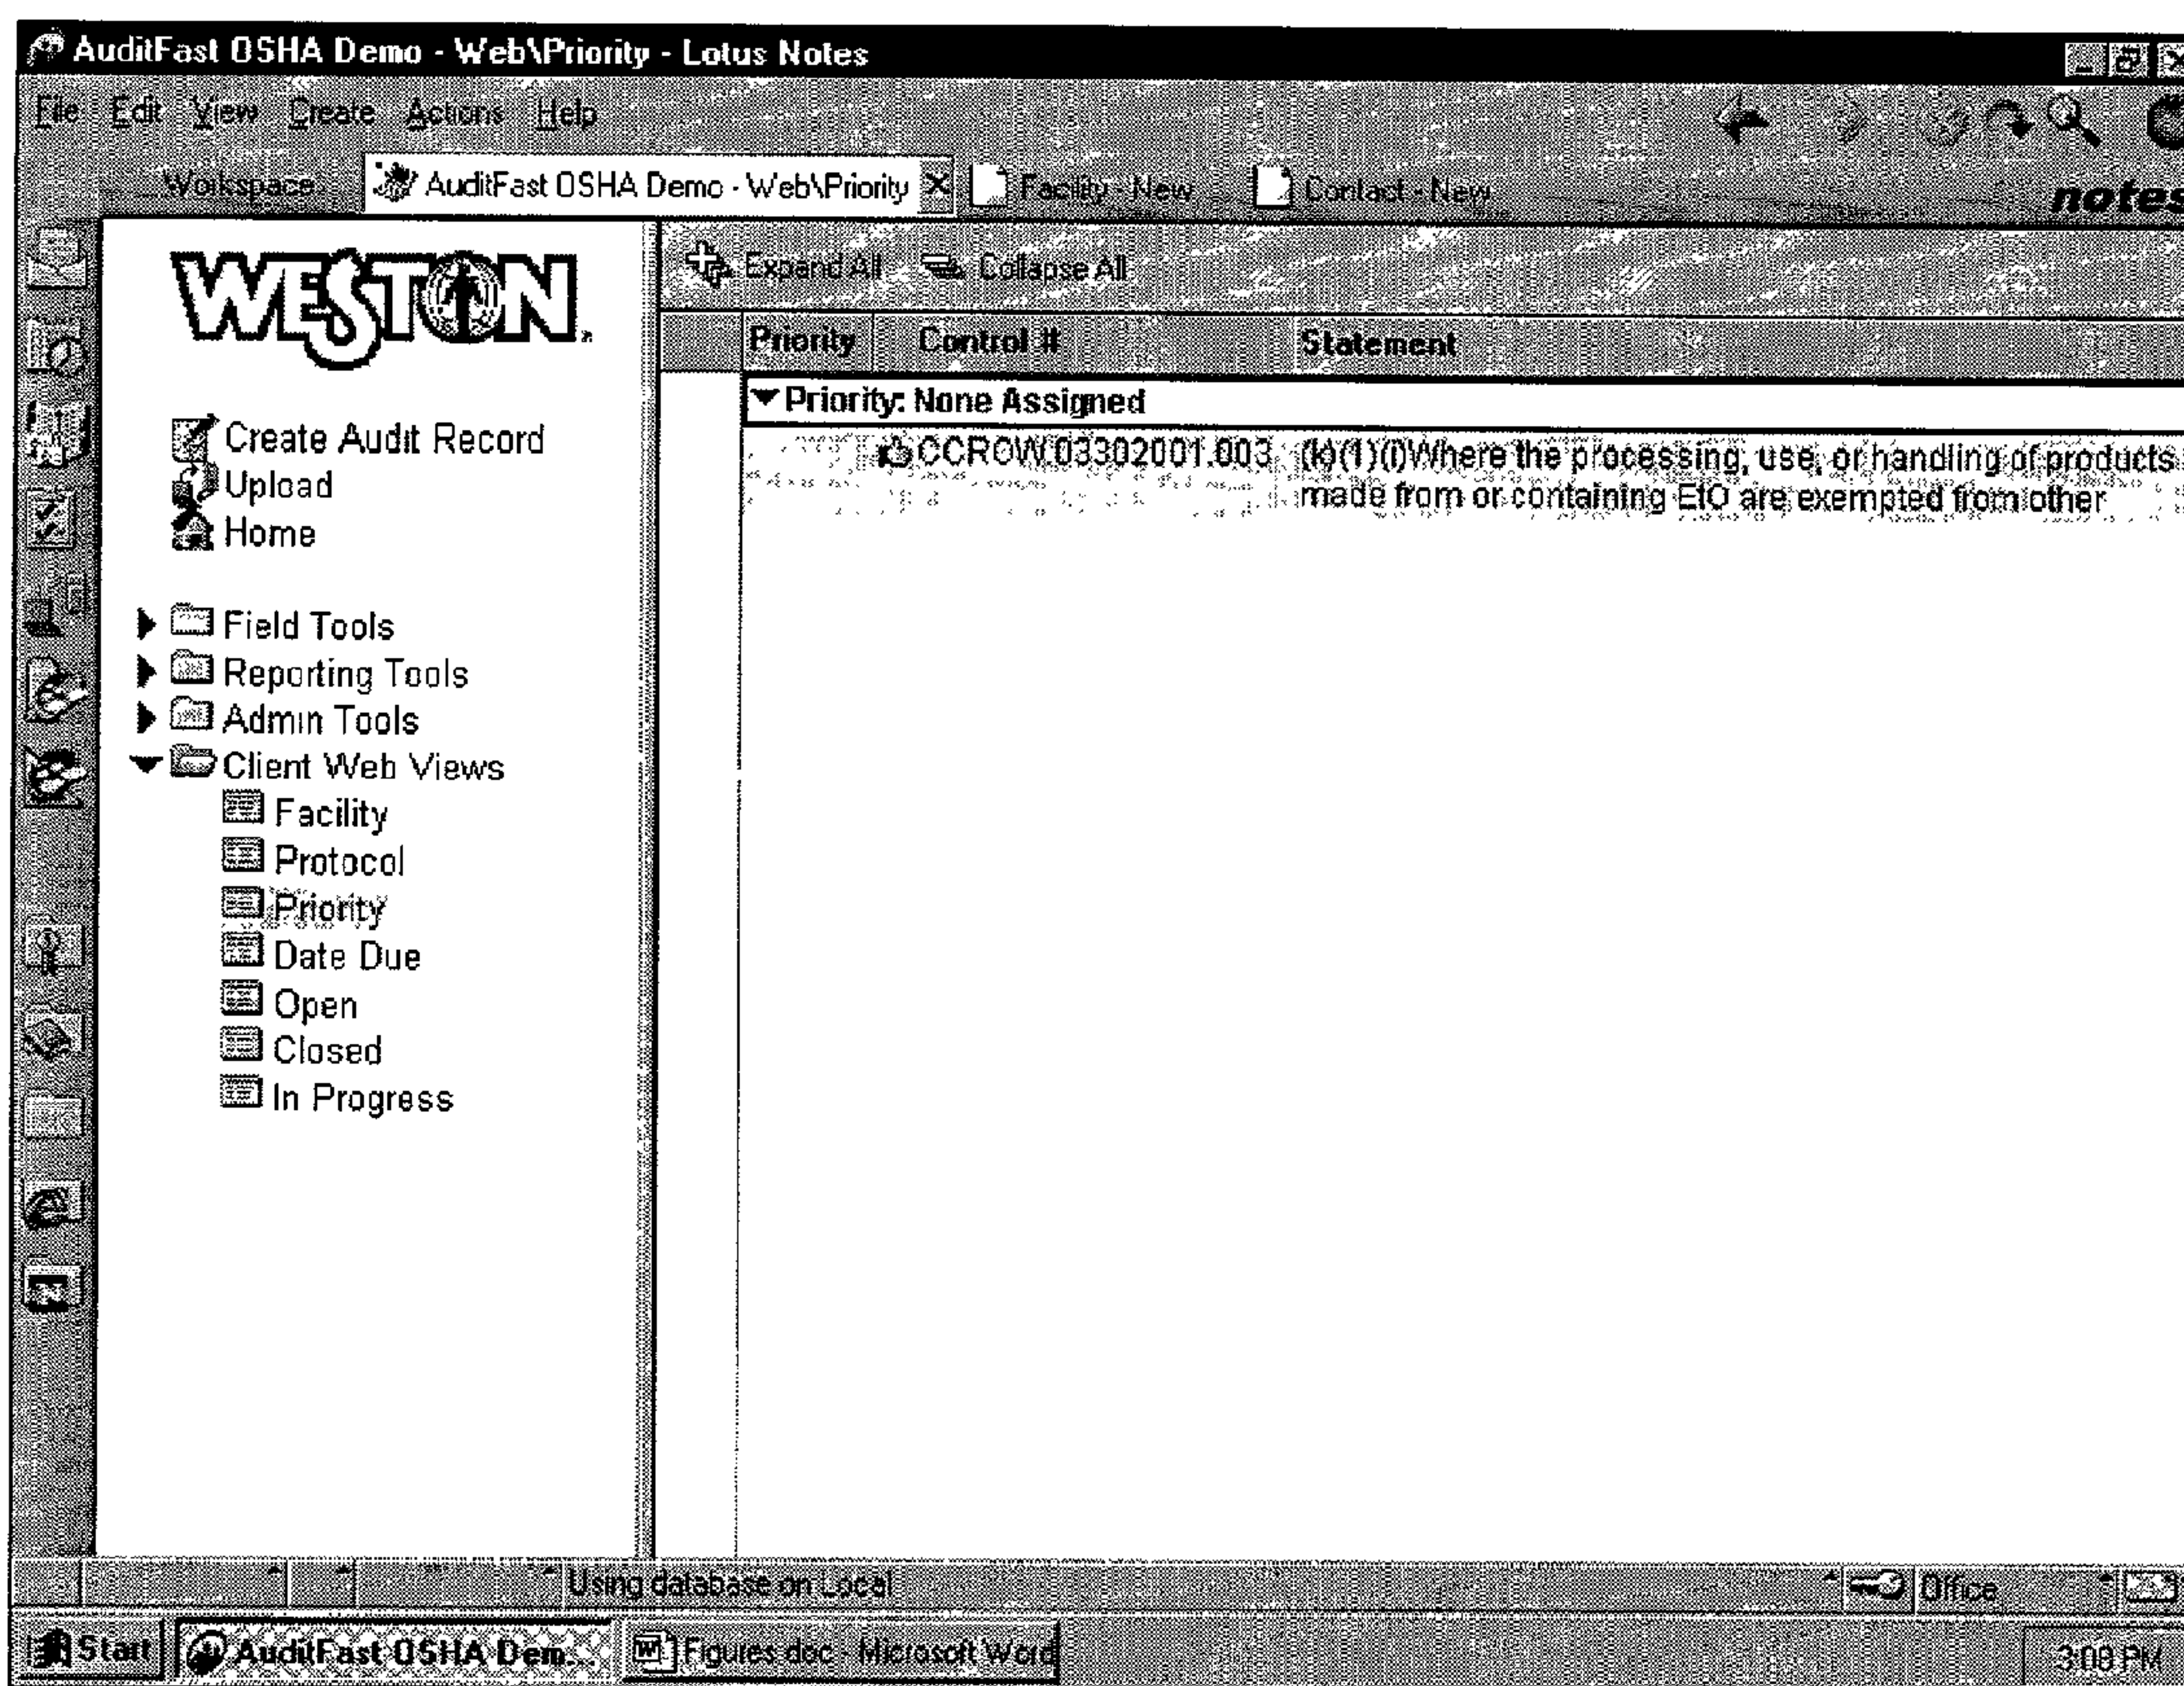 AuditFast OSHA Demo - Web\Priority - Lotus Notes
File Edit View Create Actions Help
Workspace AuditFast OSHA Demo - Web\Priority Facility - New Contact - New
notes
WESTON
Expand All Collapse All
Priority Control # Statement
Priority: None Assigned
CCROW.03302001.003 (k)(1)(i)Where the processing, use, or handling of products
made from or containing EtO are exempted from other
Create Audit Record
Upload
Home
Field Tools
Reporting Tools
Admin Tools
Client Web Views
Facility
Protocol
Priority
Date Due
Open
Closed
In Progress
Using database on Local Office
Start AuditFast OSHA Dem... Figures.doc - Microsoft Word 3:08 PM